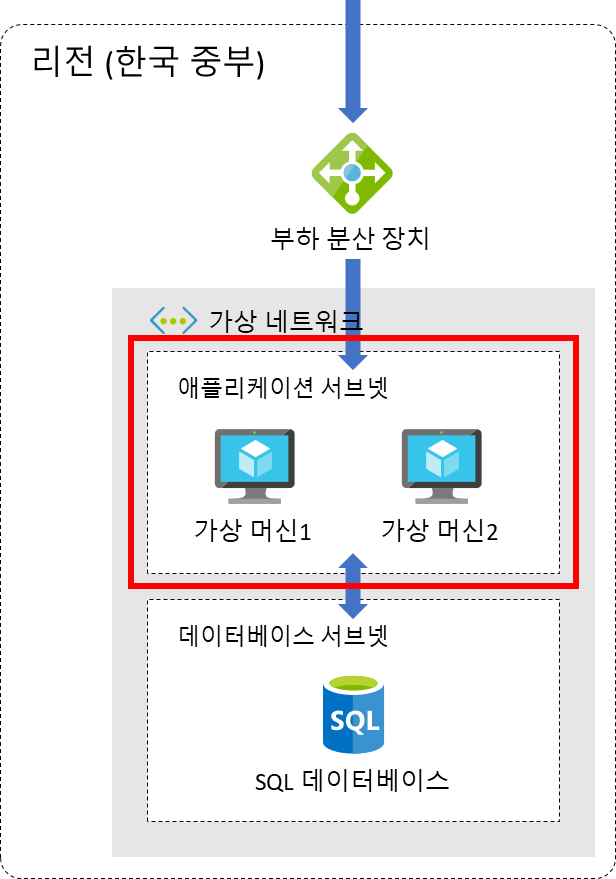 리전 (한국 중부)
부하 분산 장치
가상 네트워크
애플리케이션 서브넷
가상 머신1
가상 머신2
데이터베이스 서브넷
SQL
SQL 데이터베이스